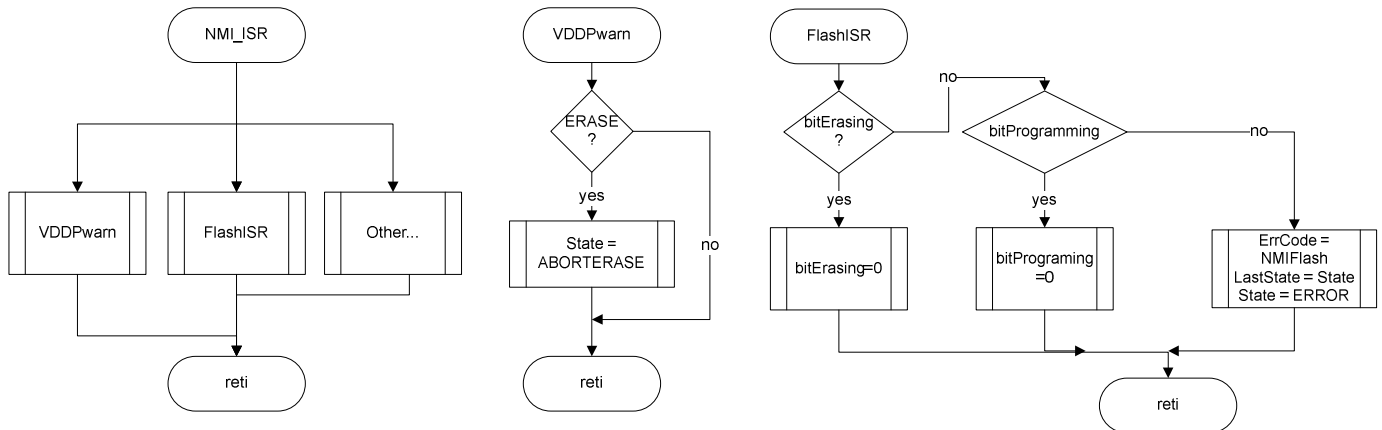 NMI_ISR
VDDPwarn
FlashISR
Other...
reti
VDDPwarn
ERASE
?
yes
no
State =
ABORTERASE
reti
FlashISR
bitErasing
?
no
yes
bitErasing=0
bitProgramming
no
yes
bitPrograming
=0
ErrCode =
NMIFlash
LastState = State
State = ERROR
reti